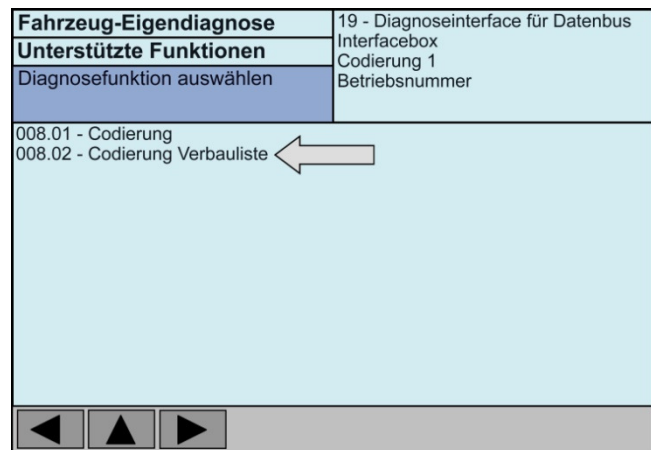 Fahrzeug-Eigendiagnose
Unterstützte Funktionen
Diagnosefunktion auswählen
19 - Diagnoseinterface für Datenbus
Interfacebox
Codierung 1
Betriebsnummer
008.01 - Codierung
008.02 - Codierung Verbauliste